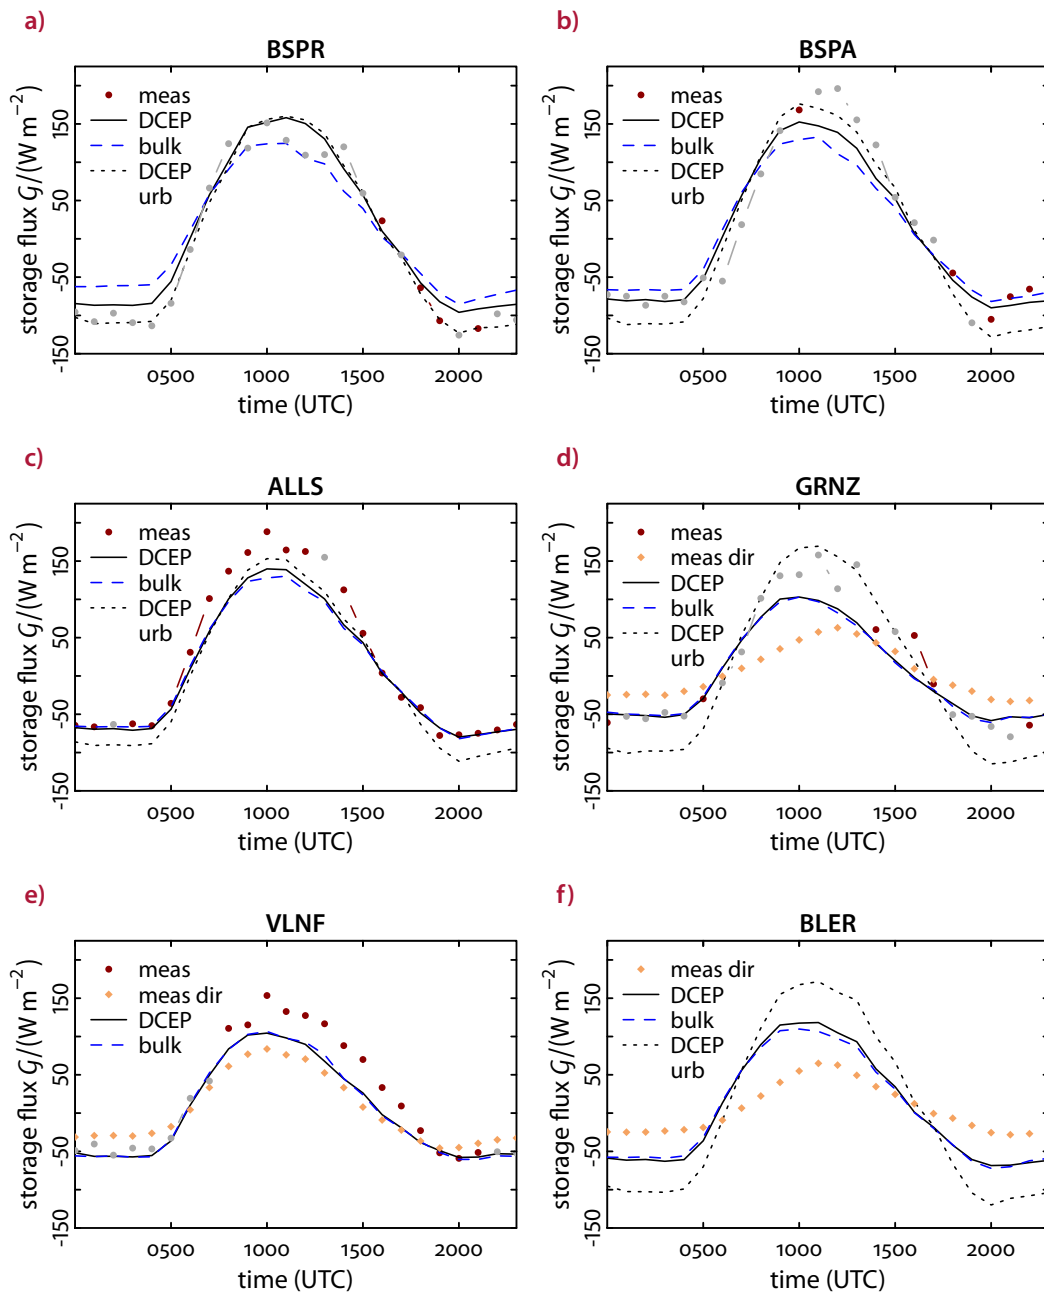 a)
BSPR
meas
DCEP
bulk
DCEP
urb
150
50
-50
-150
storage flux G/(W m−2)
0500 1000 1500 2000
time (UTC)
b)
BSPA
meas
DCEP
bulk
DCEP
urb
150
50
-50
-150
storage flux G/(W m−2)
0500 1000 1500 2000
time (UTC)
c)
ALLS
meas
DCEP
bulk
DCEP
urb
150
50
-50
-150
storage flux G/(W m−2)
0500 1000 1500 2000
time (UTC)
d)
GRNZ
meas
meas dir
DCEP
bulk
DCEP
urb
150
50
-50
-150
storage flux G/(W m−2)
0500 1000 1500 2000
time (UTC)
e)
VLNF
meas
meas dir
DCEP
bulk
150
50
-50
-150
storage flux G/(W m−2)
0500 1000 1500 2000
time (UTC)
f)
BLER
meas dir
DCEP
bulk
DCEP
urb
150
50
-50
-150
storage flux G/(W m−2)
0500 1000 1500 2000
time (UTC)